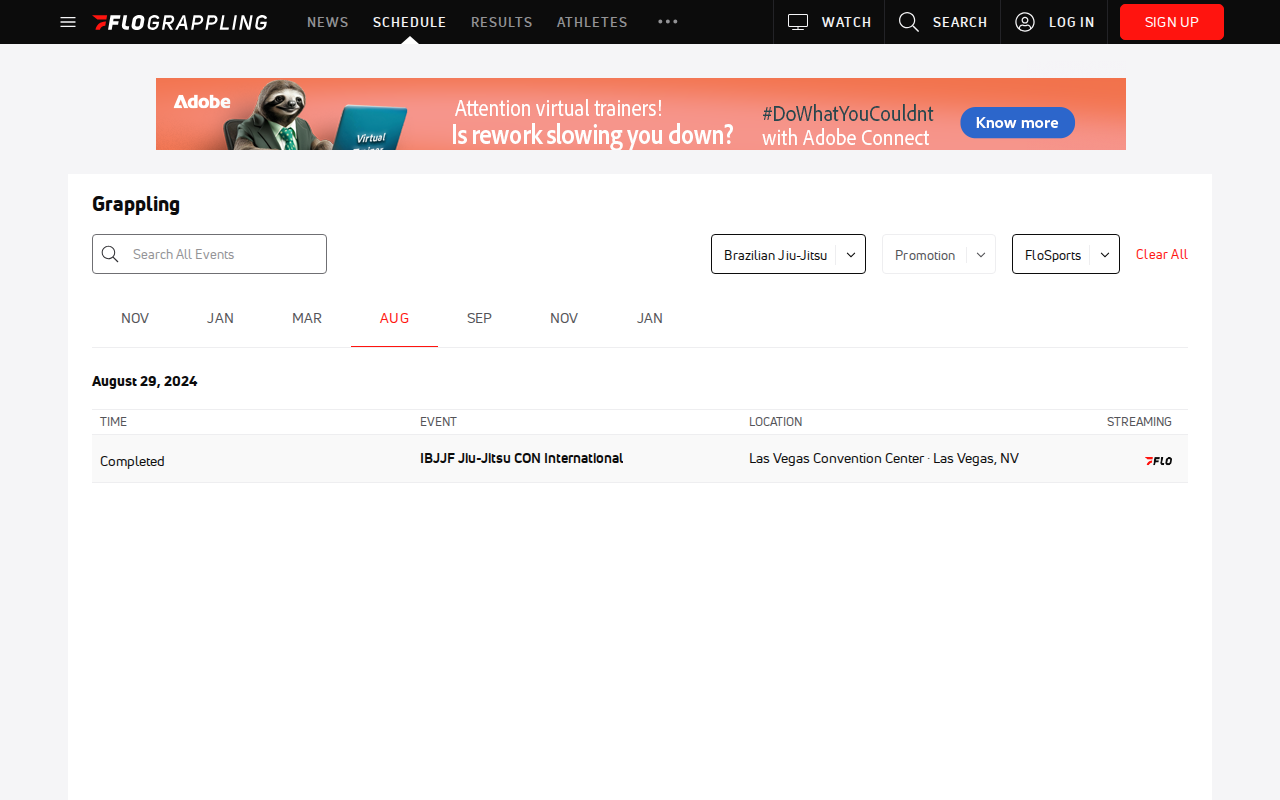 FLOGRAPPLING NEWS SCHEDULE RESULTS ATHLETES WATCH SEARCH LOG IN SIGN UP
Adobe
Virtual
Attention virtual trainers!
Is rework slowing you down?
#DoWhatYouCouldnt
with Adobe Connect
Know more
Grappling
Search All Events Brazilian Jiu-Jitsu Promotion FloSports Clear All
NOV JAN MAR AUG SEP NOV JAN
August 29, 2024
TIME EVENT LOCATION STREAMING
Completed IBJJF Jiu-Jitsu CON International Las Vegas Convention Center · Las Vegas, NV FLO